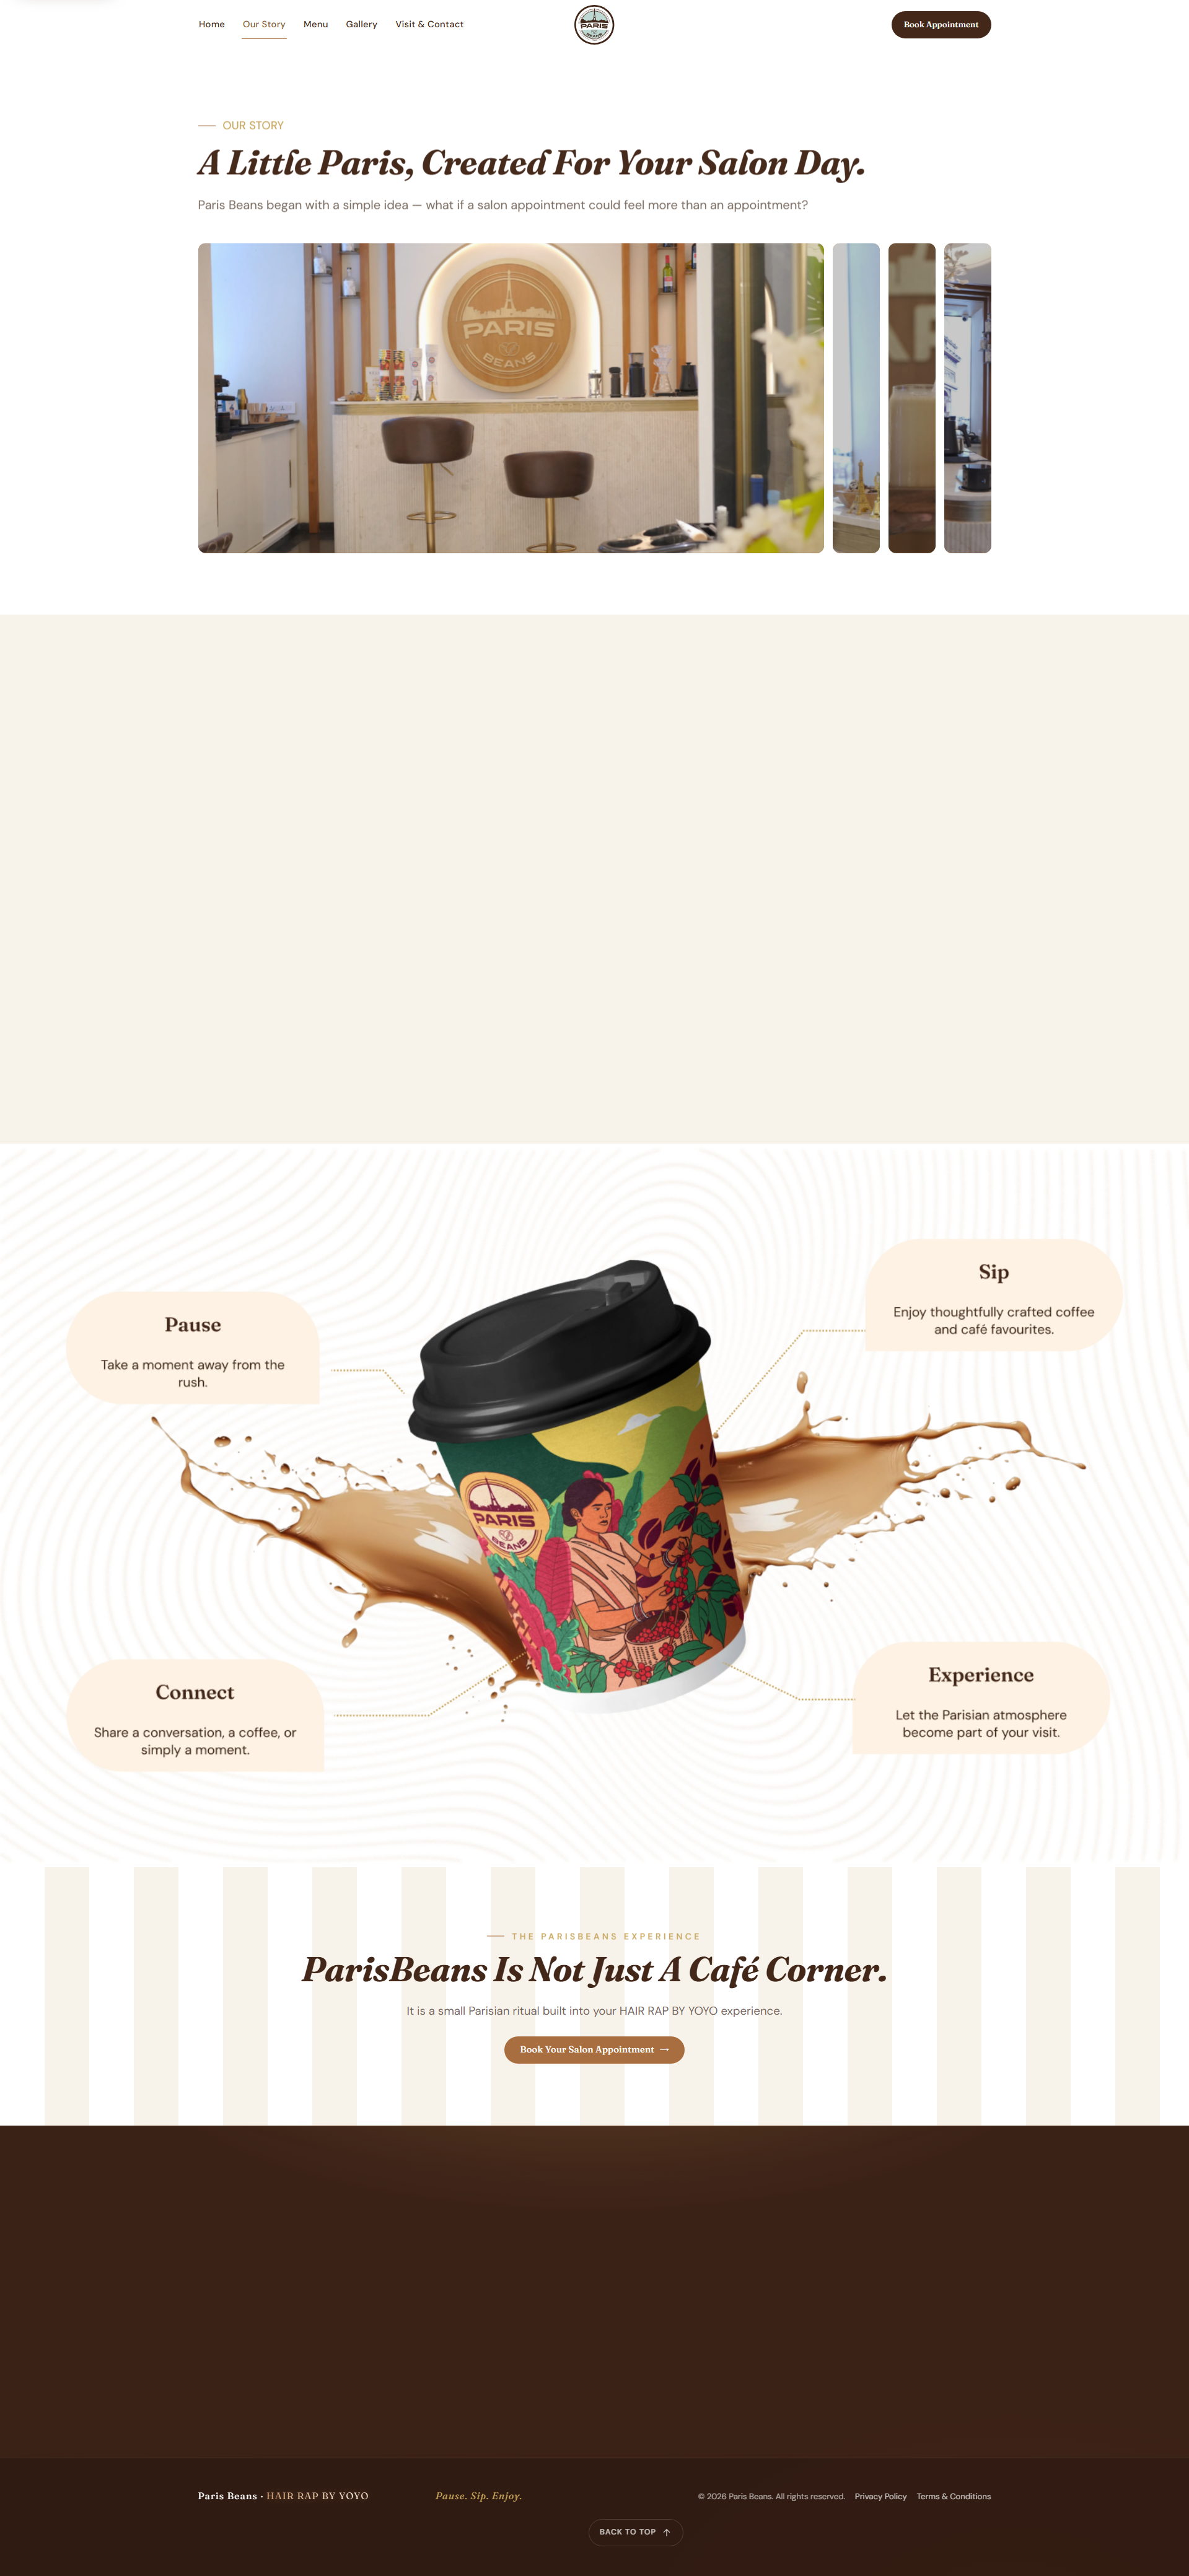 Home Our Story Menu Gallery Visit & Contact
PARIS
BEANS
Book Appointment
OUR STORY
A Little Paris, Created For Your Salon Day.
Paris Beans began with a simple idea — what if a salon appointment could feel more than an appointment?
PARIS
BEANS
HAIR RAP BY YOYO
Sip
Enjoy thoughtfully crafted coffee
and café favourites.
Pause
Take a moment away from the
rush.
PARIS
BEANS
Experience
Let the Parisian atmosphere
become part of your visit.
Connect
Share a conversation, a coffee, or
simply a moment.
THE PARISBEANS EXPERIENCE
ParisBeans Is Not Just A Café Corner.
It is a small Parisian ritual built into your HAIR RAP BY YOYO experience.
Book Your Salon Appointment →
Paris Beans · HAIR RAP BY YOYO
Pause. Sip. Enjoy.
© 2026 Paris Beans. All rights reserved. Privacy Policy Terms & Conditions
BACK TO TOP ↑